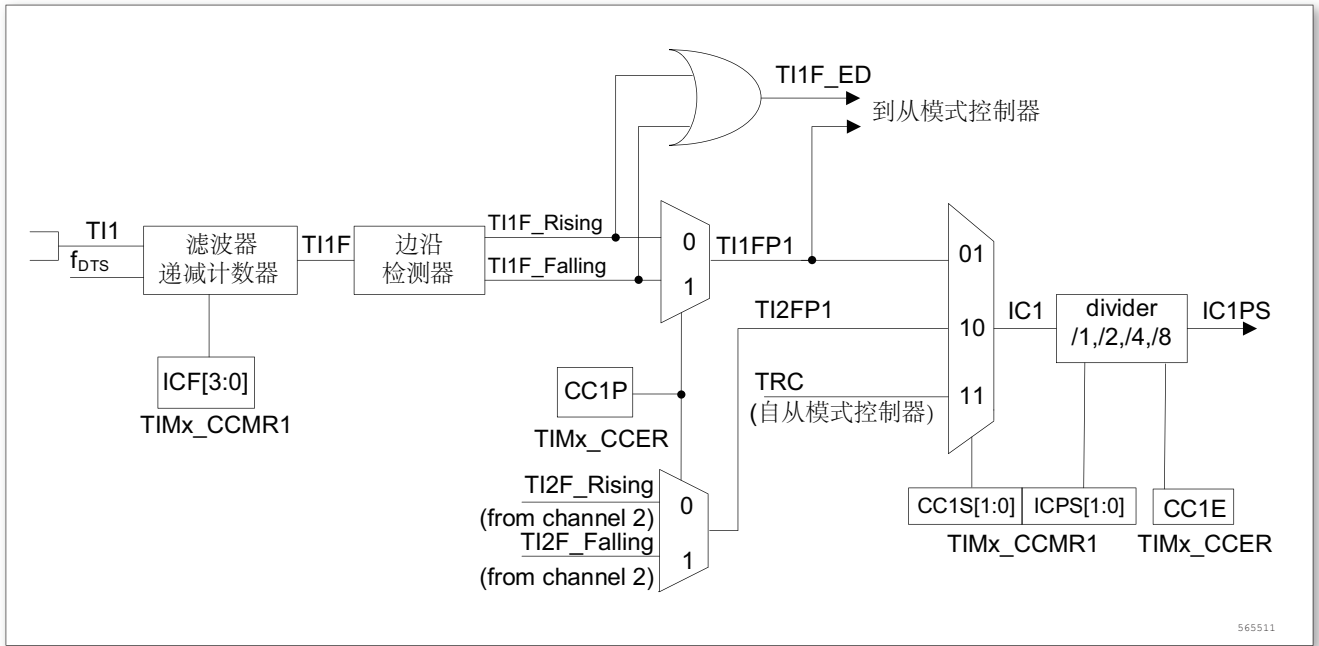 TI1F_ED
到从模式控制器
TI1
fDTS
滤波器
递减计数器
TI1F
边沿
检测器
TI1F_Rising
TI1F_Falling
0
1
TI1FP1
TI2FP1
TRC
(自从模式控制器)
01
10
11
IC1
divider
/1,/2,/4,/8
IC1PS
ICF[3:0]
TIMx_CCMR1
CC1P
TIMx_CCER
TI2F_Rising
(from channel 2)
TI2F_Falling
(from channel 2)
0
1
CC1S[1:0]
ICPS[1:0]
TIMx_CCMR1
CC1E
TIMx_CCER
565511